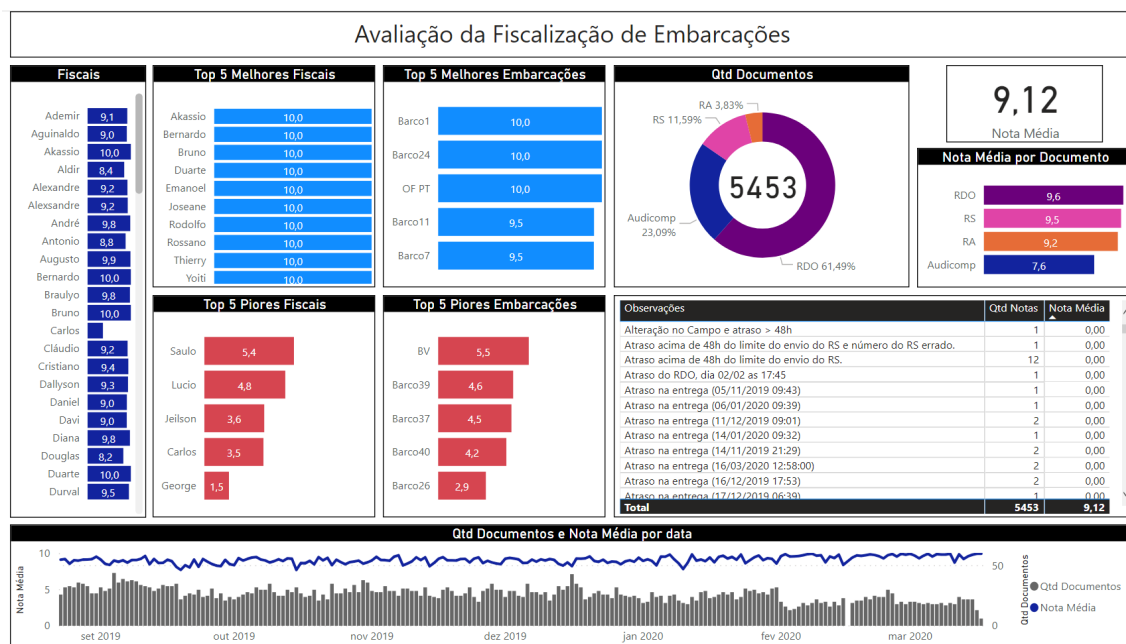 Avaliação da Fiscalização de Embarcações
Fiscais
Ademir 9,1
Aguinaldo 9,0
Akassio 10,0
Aldir 8,4
Alexandre 9,2
Alexsandre 9,2
André 9,8
Antonio 8,8
Augusto 9,9
Bernardo 10,0
Braulyo 9,8
Bruno 10,0
Carlos
Cláudio 9,2
Cristiano 9,4
Dallyson 9,3
Daniel 9,0
Davi 9,0
Diana 9,8
Douglas 8,2
Duarte 10,0
Durval 9,5
Top 5 Melhores Fiscais
Akassio 10,0
Bernardo 10,0
Bruno 10,0
Duarte 10,0
Emanoel 10,0
Joseane 10,0
Rodolfo 10,0
Rossano 10,0
Thierry 10,0
Yoiti 10,0
Top 5 Melhores Embarcações
Barco1 10,0
Barco24 10,0
OF PT 10,0
Barco11 9,5
Barco7 9,5
Qtd Documentos
RA 3,83%
RS 11,59%
5453
Audicomp
23,09%
RDO 61,49%
9,12
Nota Média
Nota Média por Documento
RDO 9,6
RS 9,5
RA 9,2
Audicomp 7,6
Top 5 Piores Fiscais
Saulo 5,4
Lucio 4,8
Jeilson 3,6
Carlos 3,5
George 1,5
Top 5 Piores Embarcações
BV 5,5
Barco39 4,6
Barco37 4,5
Barco40 4,2
Barco26 2,9
Observações Qtd Notas Nota Média
Alteração no Campo e atraso > 48h 1 0,00
Atraso acima de 48h do limite do envio do RS e número do RS errado. 1 0,00
Atraso acima de 48h do limite do envio do RS. 12 0,00
Atraso do RDO, dia 02/02 as 17:45 1 0,00
Atraso na entrega (05/11/2019 09:43) 1 0,00
Atraso na entrega (06/01/2020 09:39) 1 0,00
Atraso na entrega (11/12/2019 09:01) 2 0,00
Atraso na entrega (14/01/2020 09:32) 1 0,00
Atraso na entrega (14/11/2019 21:29) 2 0,00
Atraso na entrega (16/03/2020 12:58:00) 2 0,00
Atraso na entrega (16/12/2019 17:53) 2 0,00
Atraso na entrega (17/12/2019 06:39) 1 0,00
Total 5453 9,12
Qtd Documentos e Nota Média por data
Nota Média
10
5
0
50
0
Qtd Documentos
set 2019 out 2019 nov 2019 dez 2019 jan 2020 fev 2020 mar 2020
Qtd Documentos
Nota Média